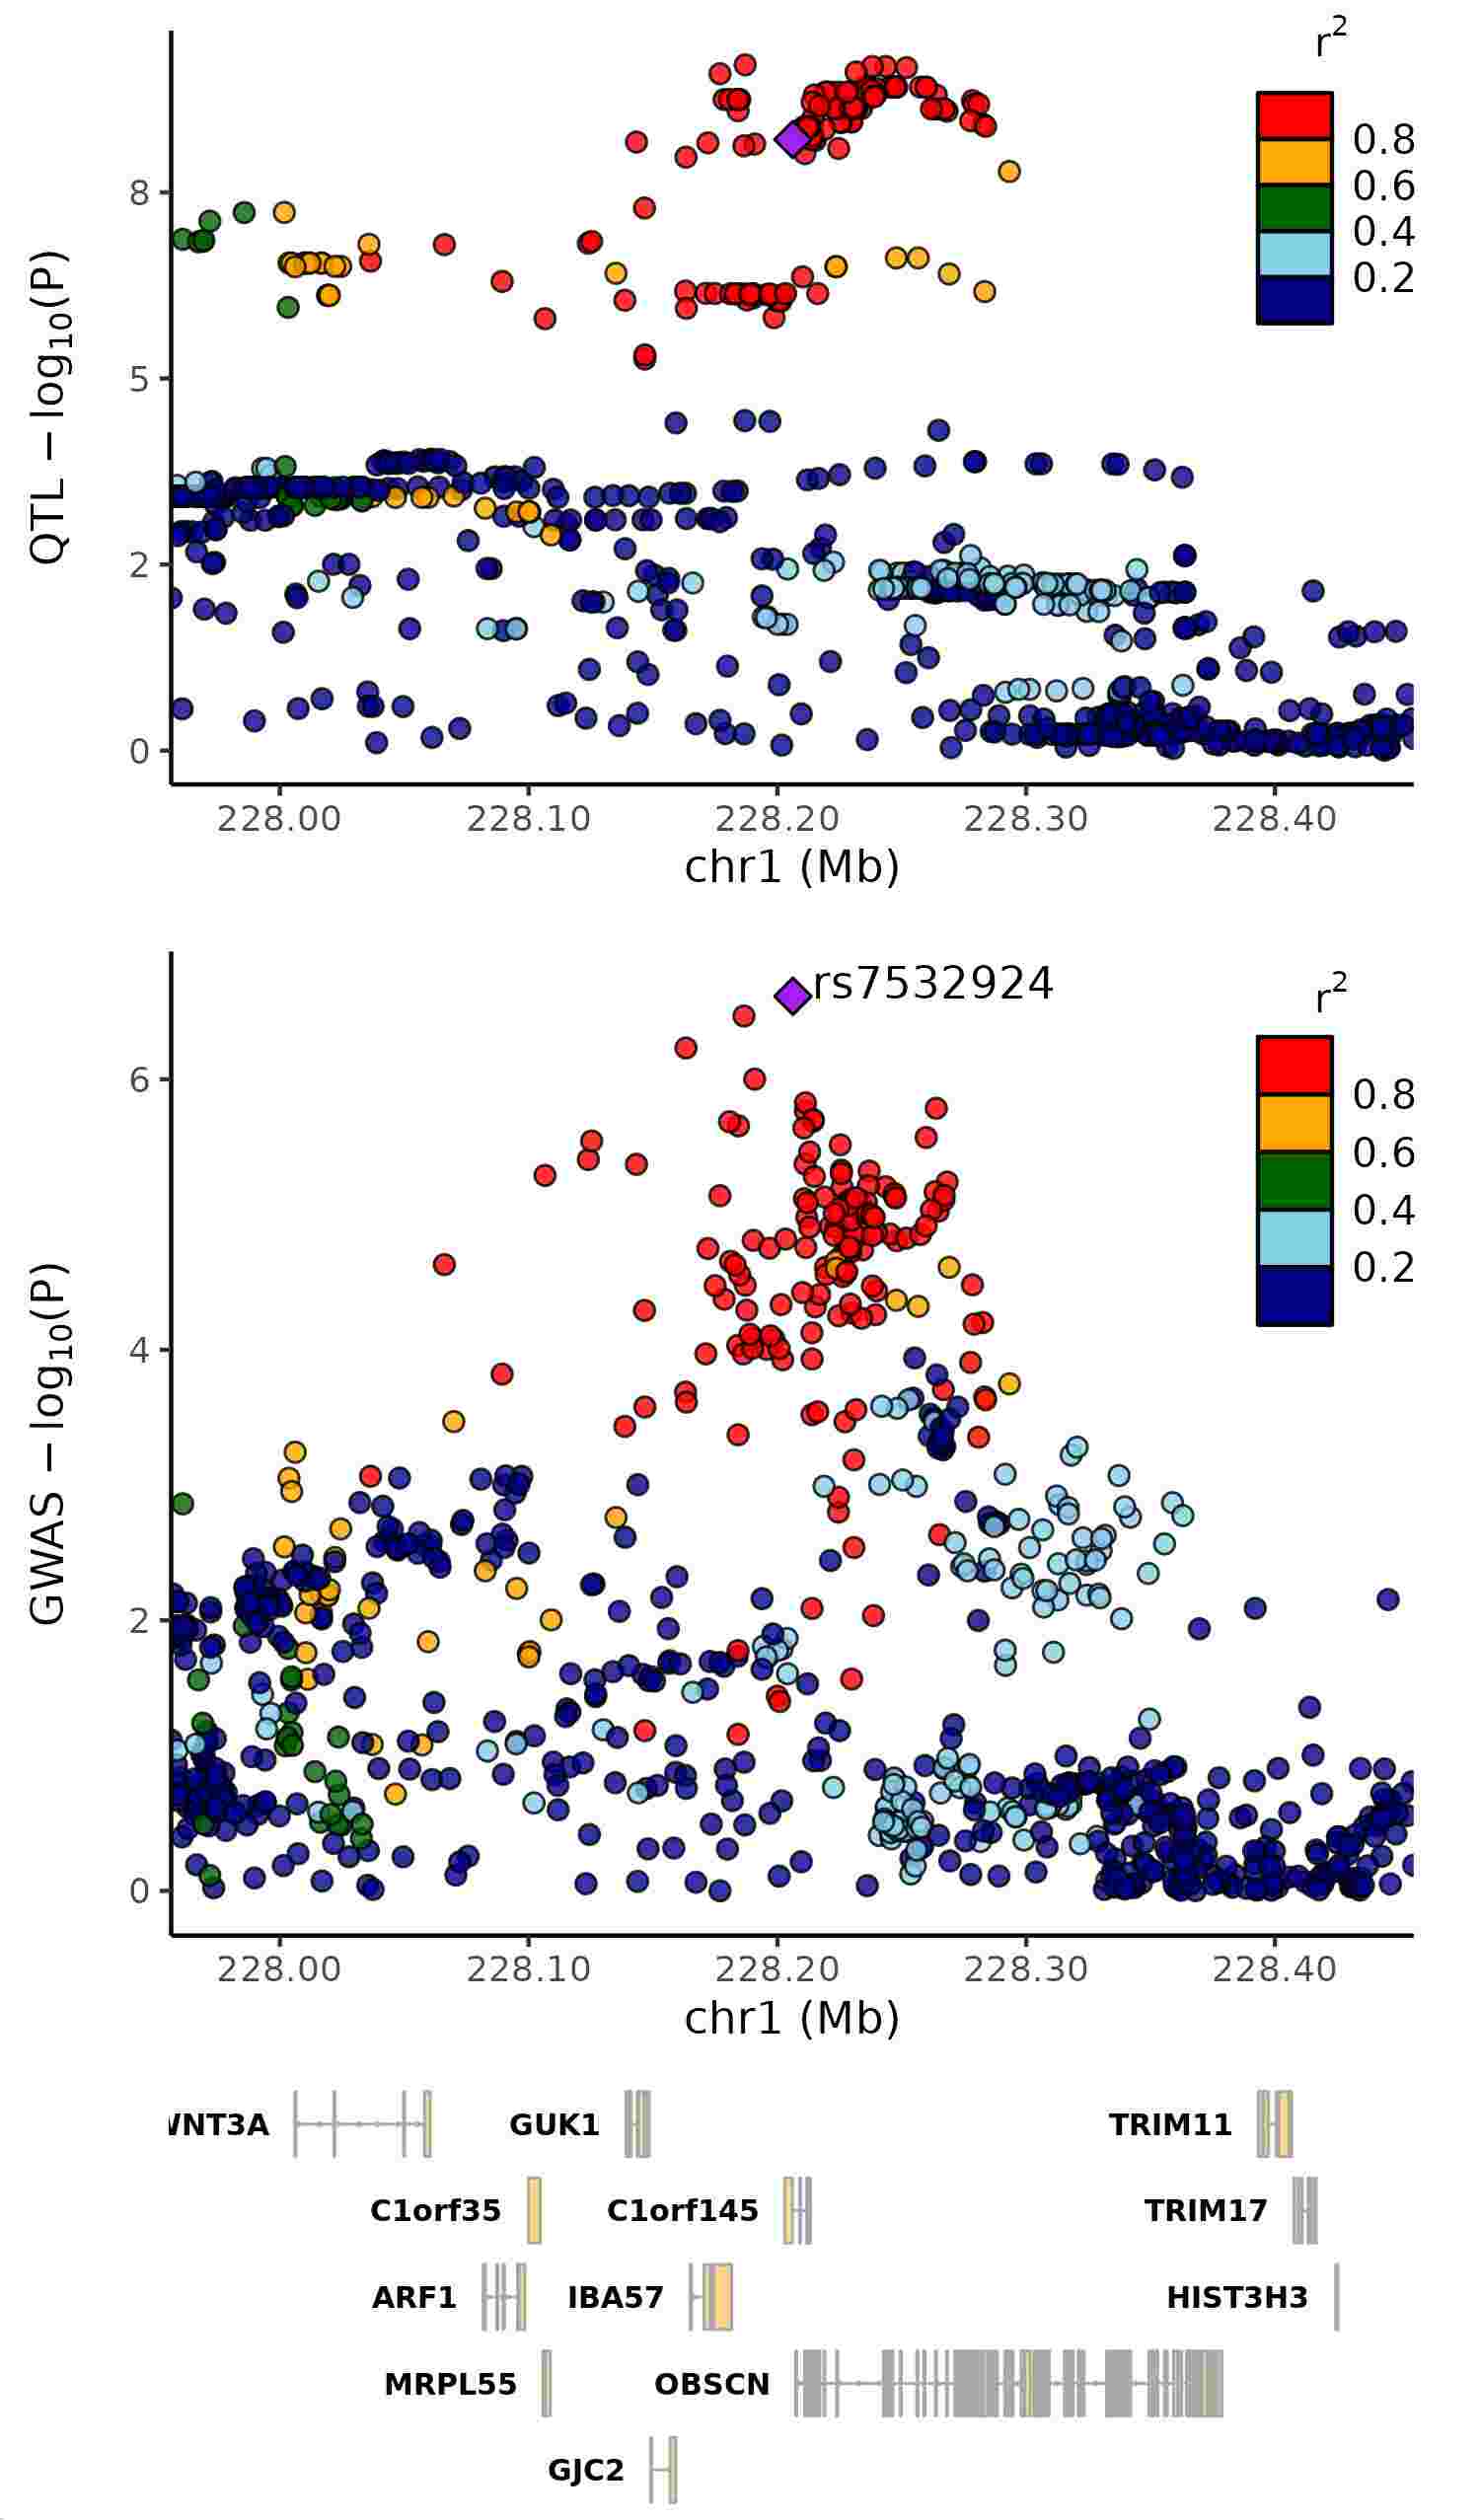 r²
0.8
0.6
0.4
0.2
8
5
2
0
QTL – log₁₀(P)
228.00 228.10 228.20 228.30 228.40
chr1 (Mb)
rs7532924
r²
0.8
0.6
0.4
0.2
6
4
2
0
GWAS – log₁₀(P)
228.00 228.10 228.20 228.30 228.40
chr1 (Mb)
WNT3A GUK1 TRIM11
C1orf35 C1orf145 TRIM17
ARF1 IBA57 HIST3H3
MRPL55 OBSCN
GJC2